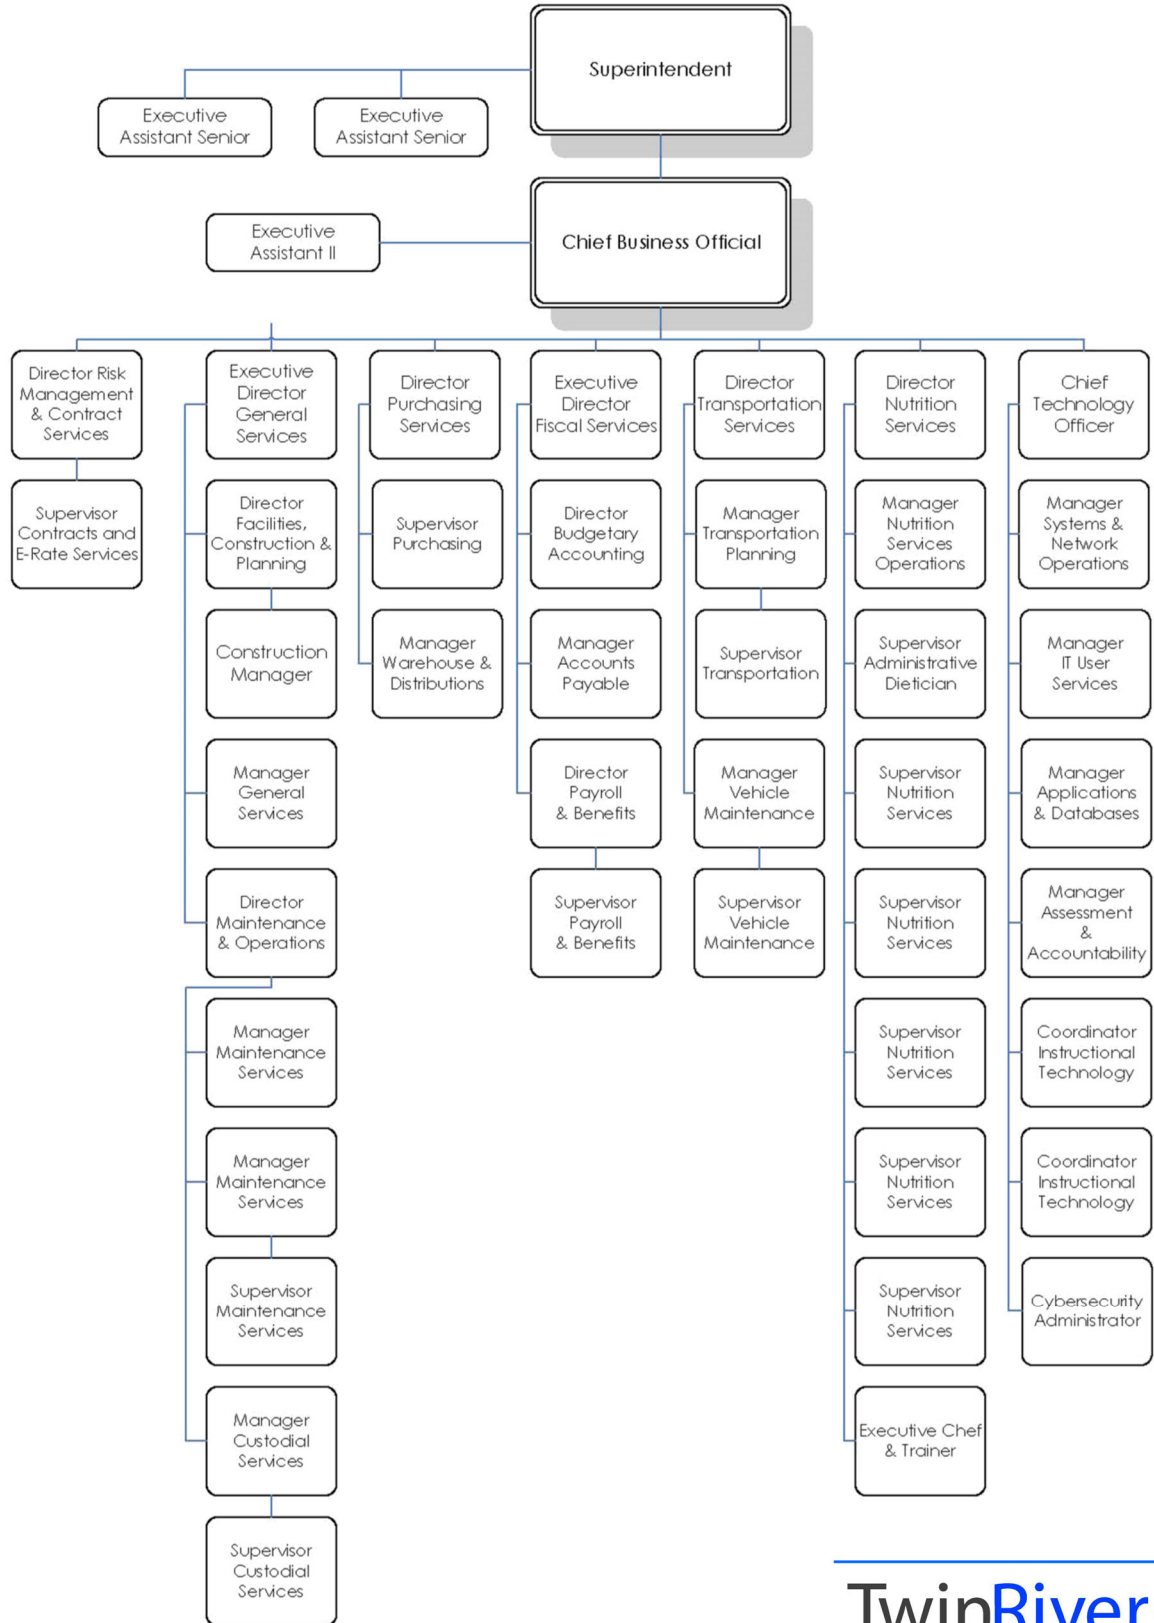 Superintendent
Executive
Assistant Senior
Executive
Assistant Senior
Chief Business Official
Executive
Assistant II
Director Risk
Management
& Contract
Services
Supervisor
Contracts and
E-Rate Services
Executive
Director
General
Services
Director
Facilities,
Construction &
Planning
Construction
Manager
Manager
General
Services
Director
Maintenance
& Operations
Manager
Maintenance
Services
Manager
Maintenance
Services
Supervisor
Maintenance
Services
Manager
Custodial
Services
Supervisor
Custodial
Services
Director
Purchasing
Services
Supervisor
Purchasing
Manager
Warehouse &
Distributions
Executive
Director
Fiscal Services
Director
Budgetary
Accounting
Manager
Accounts
Payable
Director
Payroll
& Benefits
Supervisor
Payroll
& Benefits
Director
Transportation
Services
Manager
Transportation
Planning
Supervisor
Transportation
Manager
Vehicle
Maintenance
Supervisor
Vehicle
Maintenance
Director
Nutrition
Services
Manager
Nutrition
Services
Operations
Supervisor
Administrative
Dietician
Supervisor
Nutrition
Services
Supervisor
Nutrition
Services
Supervisor
Nutrition
Services
Supervisor
Nutrition
Services
Supervisor
Nutrition
Services
Executive Chef
& Trainer
Chief
Technology
Officer
Manager
Systems &
Network
Operations
Manager
IT User
Services
Manager
Applications
& Databases
Manager
Assessment
&
Accountability
Coordinator
Instructional
Technology
Coordinator
Instructional
Technology
Cybersecurity
Administrator
TwinRiver